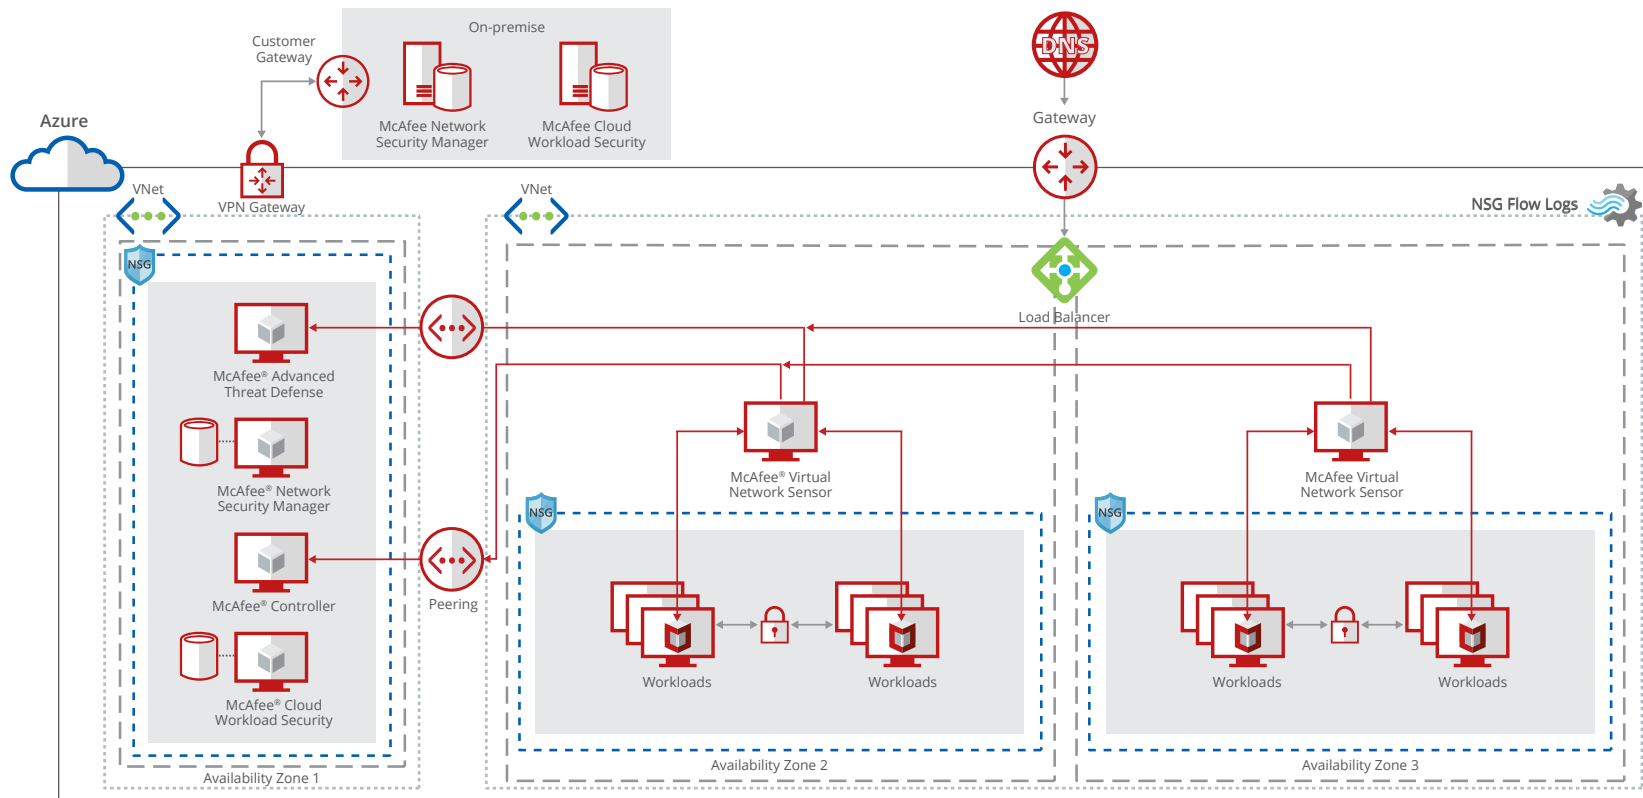 On-premise
Customer
Gateway
McAfee Network
Security Manager
McAfee Cloud
Workload Security
DNS
Gateway
Azure
VPN Gateway
VNet
VNet
NSG Flow Logs
NSG
McAfee® Advanced
Threat Defense
McAfee® Network
Security Manager
McAfee® Controller
McAfee® Cloud
Workload Security
Availability Zone 1
Peering
Load Balancer
McAfee® Virtual
Network Sensor
NSG
Workloads
Workloads
Availability Zone 2
McAfee Virtual
Network Sensor
NSG
Workloads
Workloads
Availability Zone 3